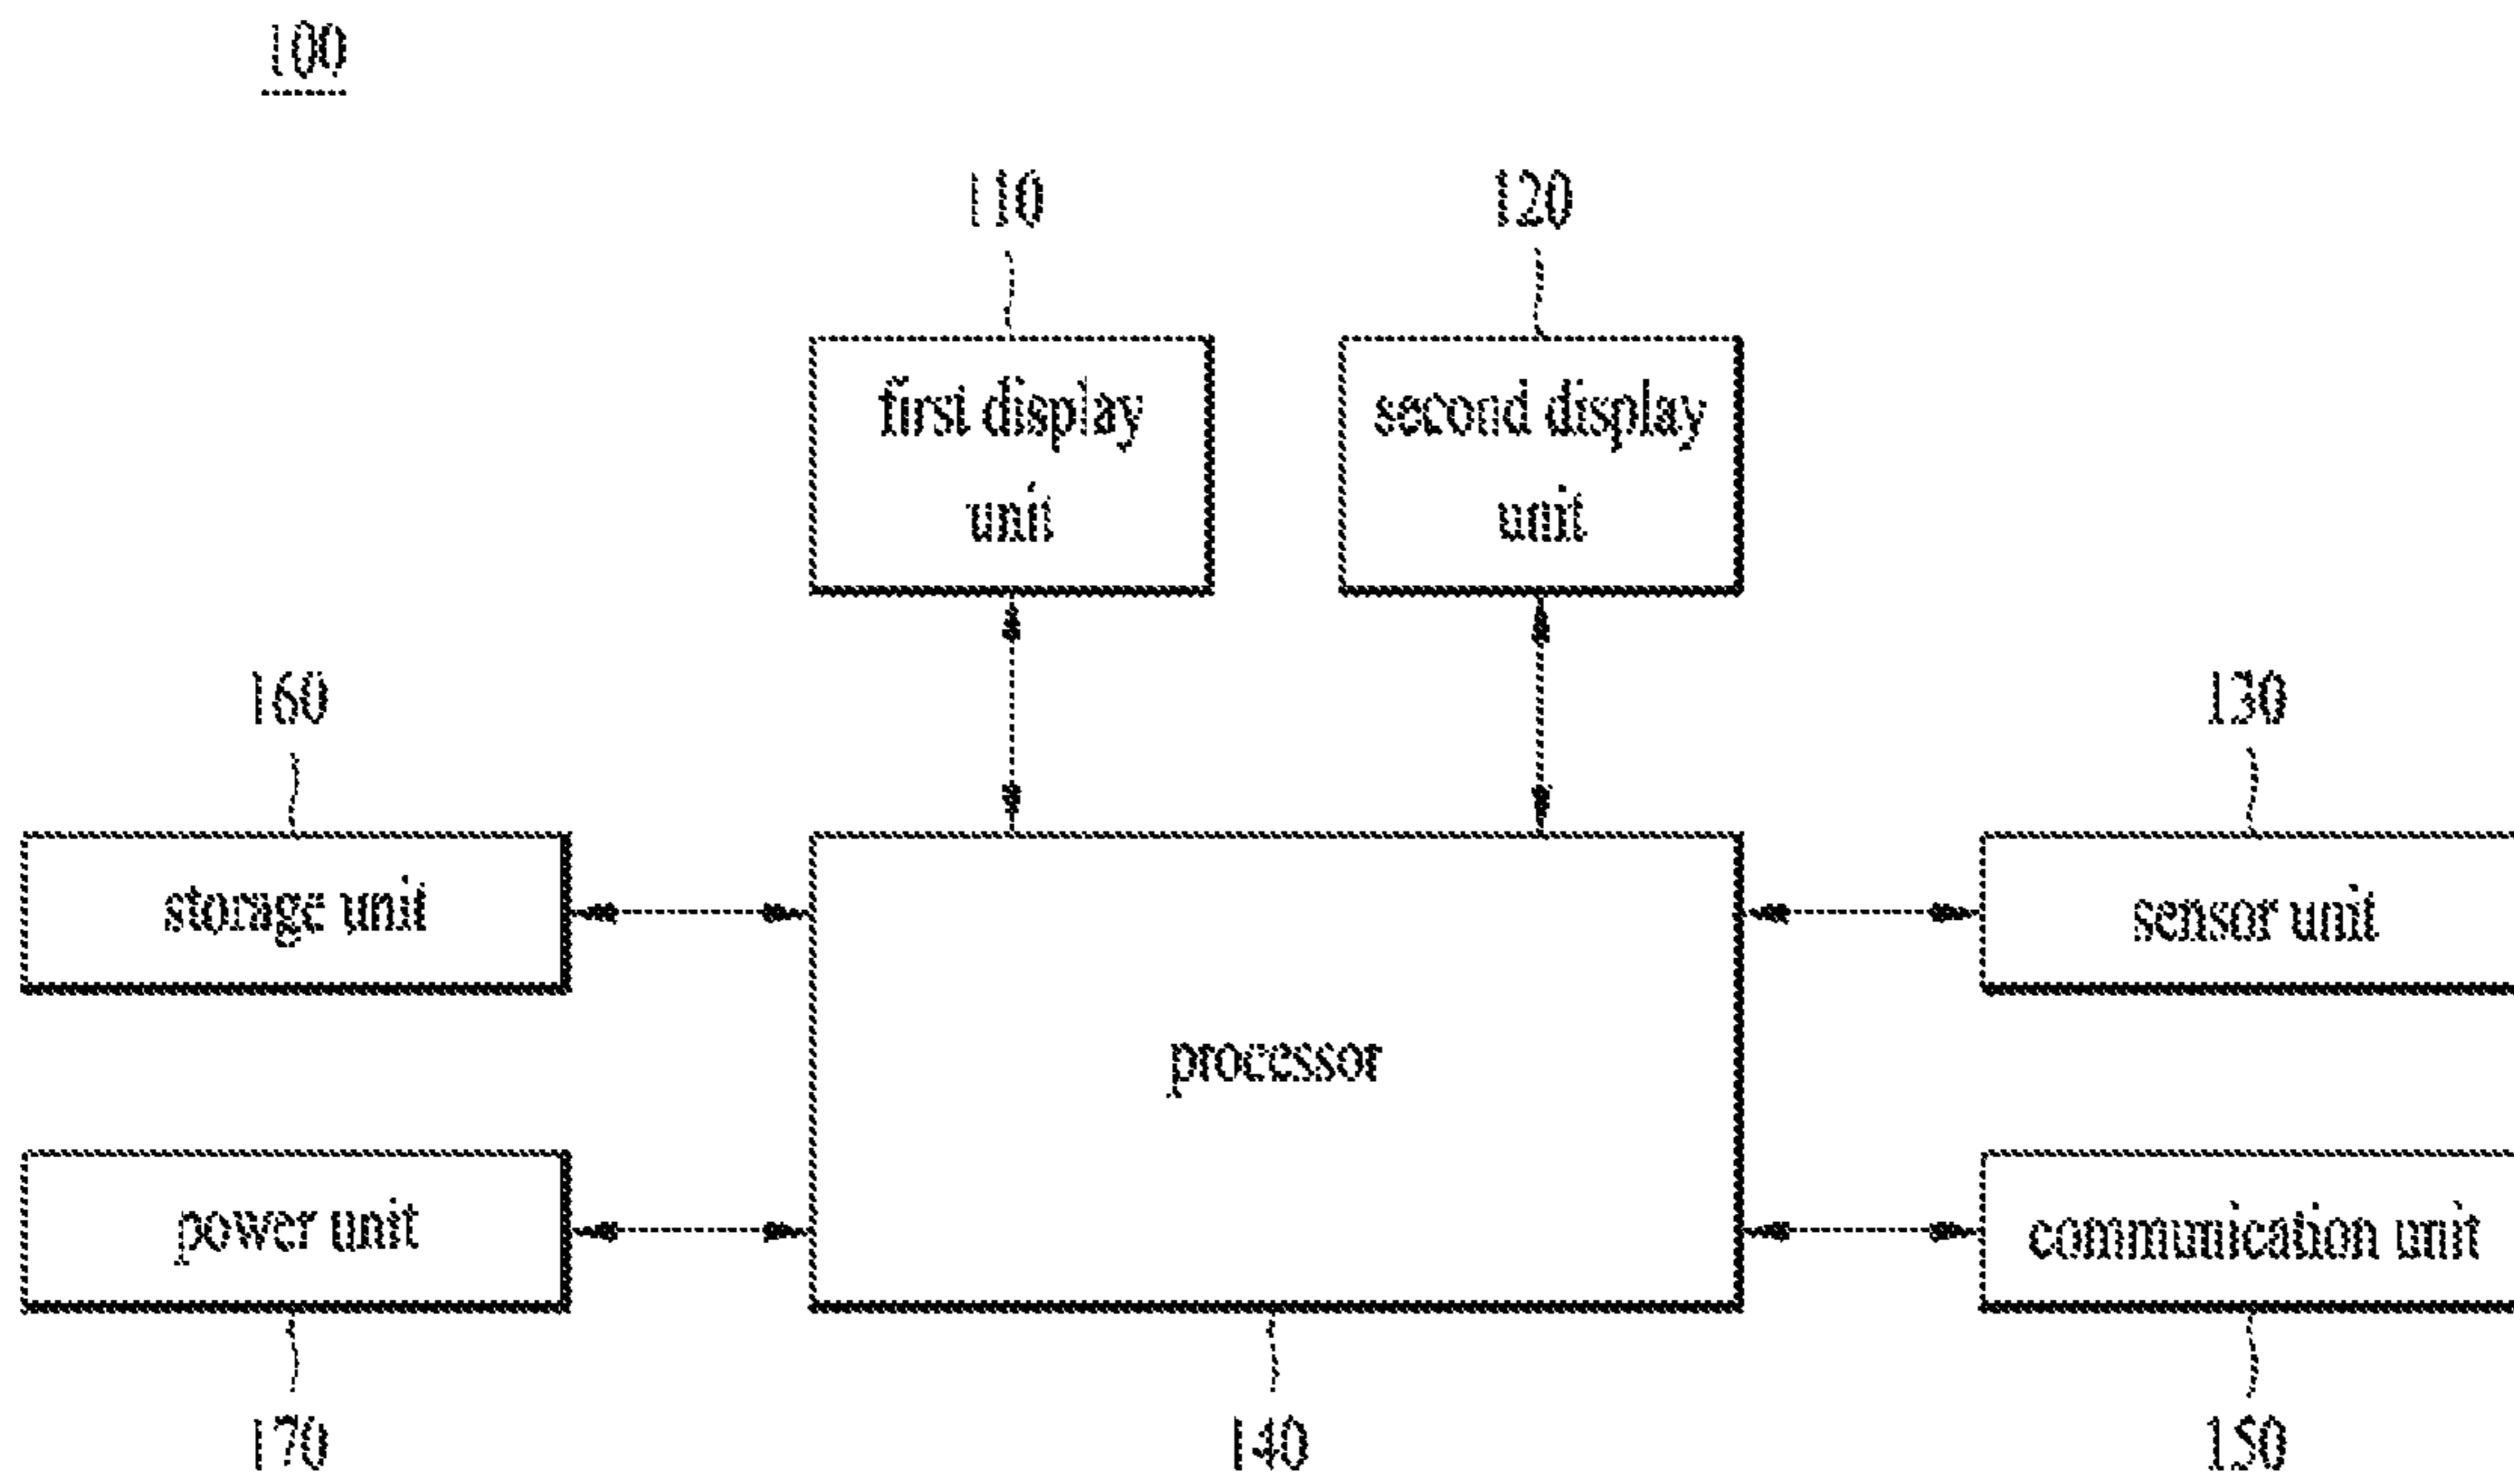 100
110
120
first display
unit
second display
unit
160
130
storage unit
sensor unit
processor
power unit
communication unit
170
140
150